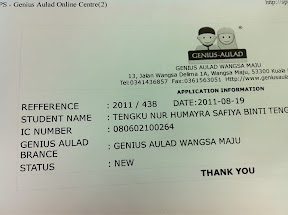 PS - Genius Aulad Online Centre(2)
GENIUS-AULAD
GENIUS AULAD WANGSA MAJU
13, Jalan Wangsa Delima 1A, Wangsa Maju, 53300 Kuala
Tel:0341436857 Fax:0361563051
APPLICATION INFORMATION
REFFERENCE : 2011 / 438 DATE:2011-08-19
STUDENT NAME : TENGKU NUR HUMAYRA SAFIYA BINTI TENG
IC NUMBER : 080602100264
GENIUS AULAD BRANCE : GENIUS AULAD WANGSA MAJU
STATUS : NEW
THANK YOU